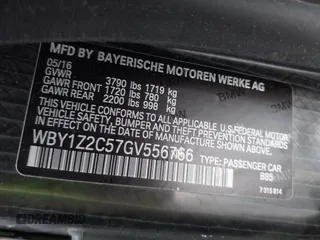 MFD BY BAYERISCHE MOTOREN WERKE AG
05/16
GVWR 3790 lbs 1719 kg
GAWR FRONT 1720 lbs 780 kg
GAWR REAR 2200 lbs 998 kg
THIS VEHICLE CONFORMS TO ALL APPLICABLE
U.S. FEDERAL MOTOR VEHICLE SAFETY, BUMPER,
AND THEFT PREVENTION STANDARDS IN EFFECT
ON THE DATE OF MANUFACTURE SHOWN ABOVE.
WBY1Z2C57GV556766 TYPE: PASSENGER CAR
DREAMBID